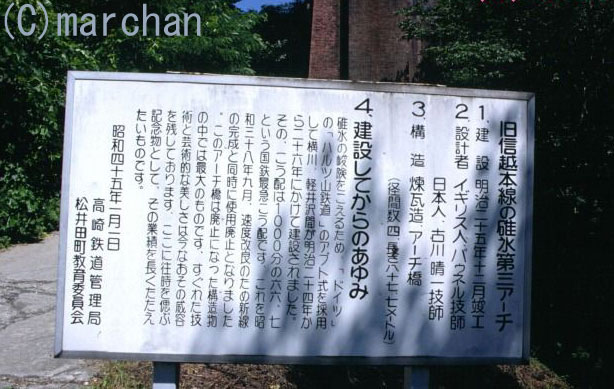 (C)marchan
旧信越本線の碓氷第三アーチ
1. 建設 明治二十五年十二月竣工
2. 設計者 イギリス人、パウネル技師
日本人、古川晴一技師
3. 構造 煉瓦造アーチ橋
(径間数四、長さ八十七、七メートル)
4. 建設してからのあゆみ
碓氷の峻険をこえるため、「ドイツ」
の「ハルツ山鉄道」のアプト式を採用
して横川、軽井沢間が明治二十四年か
ら二十六年にかけて建設されました。
その、こう配は1000分の六六、七
という国鉄最急こう配です。これを昭
和三十八年九月、速度改良のための新線
の完成と同時に使用廃止となりました
。このアーチ橋は廃止になった構造物
の中では最大のものです。すぐれた技
術と芸術的な美しさは今なおその威容
を残しております。ここに往時を偲ぶ
記念物として、その業績を長くたたえ
たいものです。
昭和四十五年一月一日
高崎鉄道管理局
松井田町教育委員会